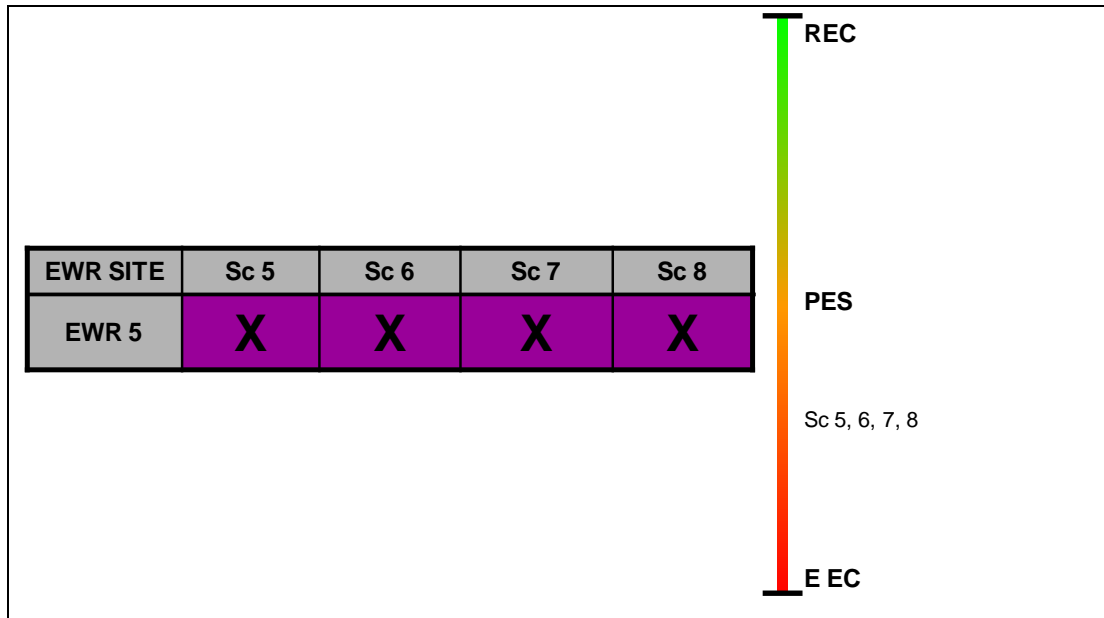 REC
EWR SITE Sc 5 Sc 6 Sc 7 Sc 8
EWR 5 X X X X
PES
Sc 5, 6, 7, 8
E EC